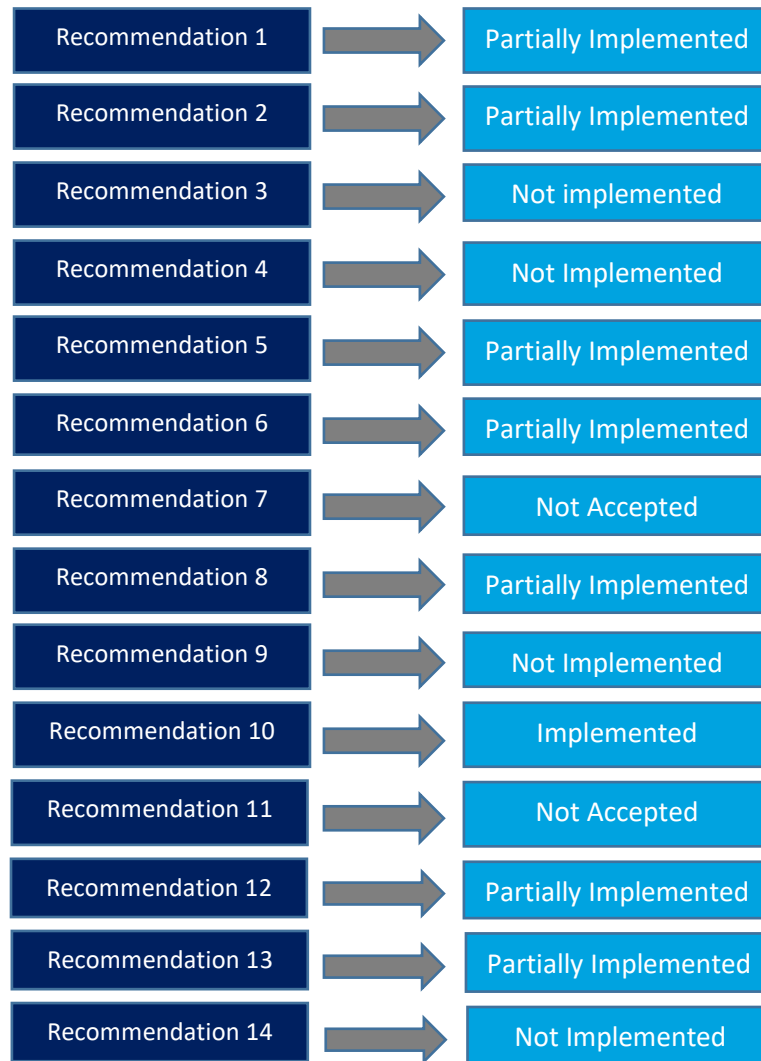 Recommendation 1 Partially Implemented
Recommendation 2 Partially Implemented
Recommendation 3 Not implemented
Recommendation 4 Not Implemented
Recommendation 5 Partially Implemented
Recommendation 6 Partially Implemented
Recommendation 7 Not Accepted
Recommendation 8 Partially Implemented
Recommendation 9 Not Implemented
Recommendation 10 Implemented
Recommendation 11 Not Accepted
Recommendation 12 Partially Implemented
Recommendation 13 Partially Implemented
Recommendation 14 Not Implemented